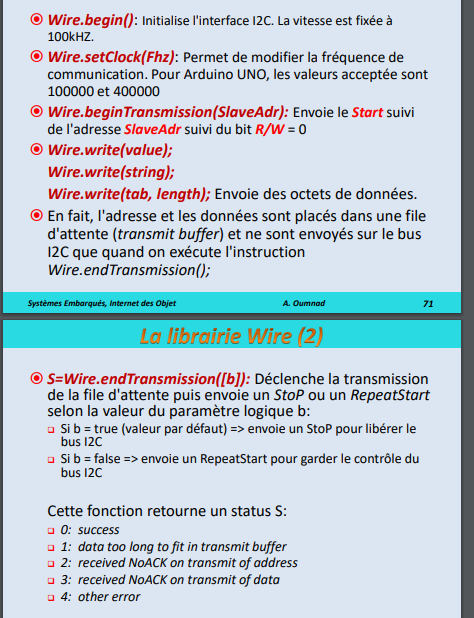 Wire.begin(): Initialise l'interface I2C. La vitesse est fixée à
100kHZ.
Wire.setClock(Fhz): Permet de modifier la fréquence de
communication. Pour Arduino UNO, les valeurs acceptée sont
100000 et 400000
Wire.beginTransmission(SlaveAdr): Envoie le Start suivi
de l'adresse SlaveAdr suivi du bit R/W = 0
Wire.write(value);
Wire.write(string);
Wire.write(tab, length); Envoie des octets de données.
En fait, l'adresse et les données sont placés dans une file
d'attente (transmit buffer) et ne sont envoyés sur le bus
I2C que quand on exécute l'instruction
Wire.endTransmission();
Systèmes Embarqués, Internet des Objet A. Oumnad 71
La librairie Wire (2)
S=Wire.endTransmission([b]): Déclenche la transmission
de la file d'attente puis envoie un StoP ou un RepeatStart
selon la valeur du paramètre logique b:
Si b = true (valeur par défaut) => envoie un StoP pour libérer le
bus I2C
Si b = false => envoie un RepeatStart pour garder le contrôle du
bus I2C
Cette fonction retourne un status S:
0: success
1: data too long to fit in transmit buffer
2: received NoACK on transmit of address
3: received NoACK on transmit of data
4: other error